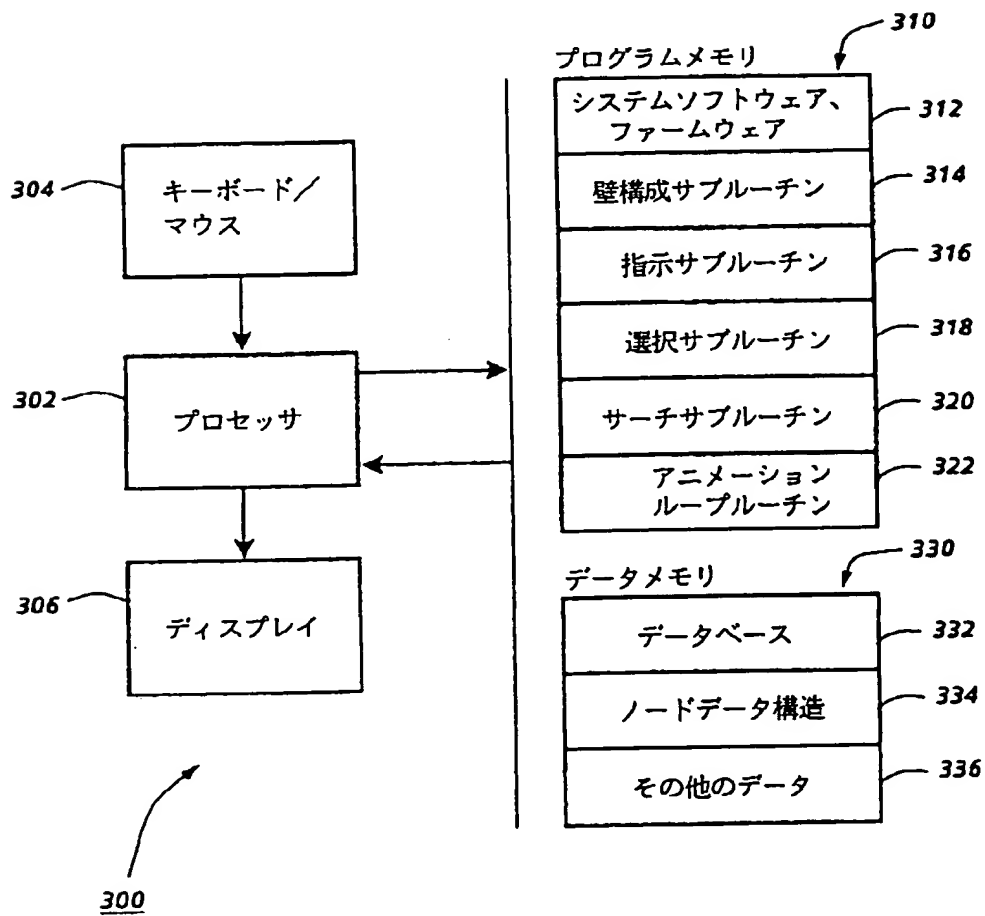 304
キーボード／
マウス
302
プロセッサ
306
ディスプレイ
300
310
プログラムメモリ
システムソフトウェア、
ファームウェア
312
壁構成サブルーチン
314
指示サブルーチン
316
選択サブルーチン
318
サーチサブルーチン
320
アニメーション
ループルーチン
322
330
データメモリ
データベース
332
ノードデータ構造
334
その他のデータ
336